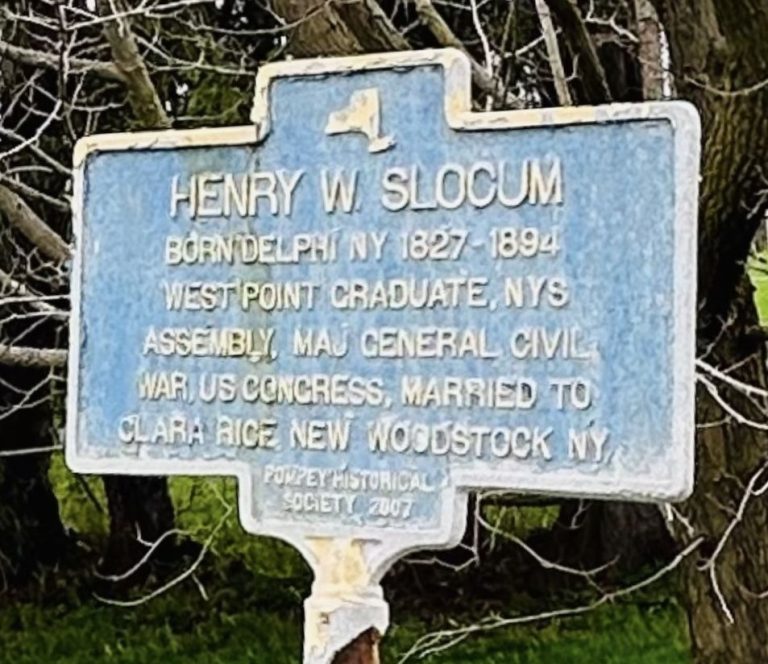 HENRY W. SLOCUM
BORN DELPHI NY 1827-1894
WEST POINT GRADUATE, NYS
ASSEMBLY, MAJ GENERAL CIVIL
WAR, US CONGRESS, MARRIED TO
CLARA RICE NEW WOODSTOCK NY
POMPEY HISTORICAL
SOCIETY 2007